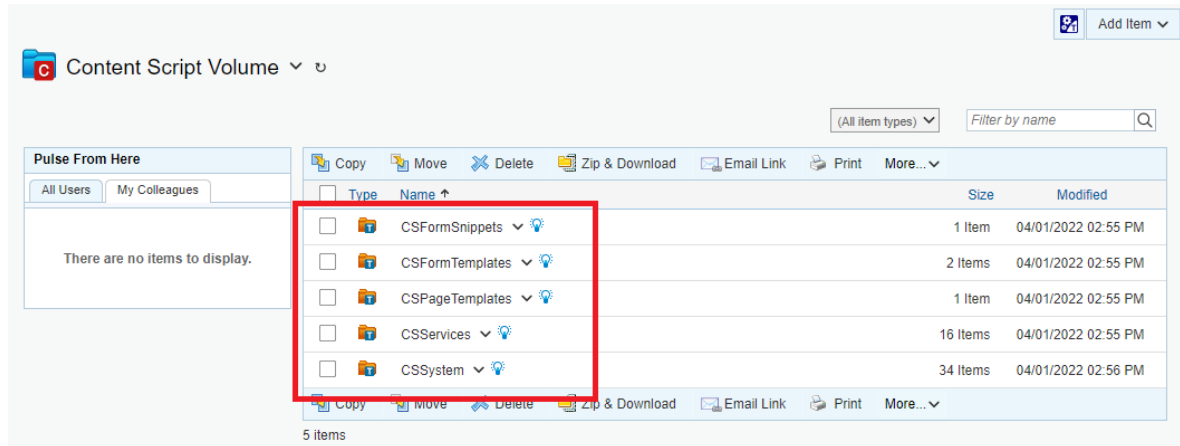 Add Item
Content Script Volume
(All item types) Filter by name
Pulse From Here
All Users My Colleagues
There are no items to display.
Copy Move Delete Zip & Download Email Link Print More...
Type Name Size Modified
CSFormSnippets 1 Item 04/01/2022 02:55 PM
CSFormTemplates 2 Items 04/01/2022 02:55 PM
CSPageTemplates 1 Item 04/01/2022 02:55 PM
CSServices 16 Items 04/01/2022 02:55 PM
CSSystem 34 Items 04/01/2022 02:56 PM
Copy Move Delete Zip & Download Email Link Print More...
5 items